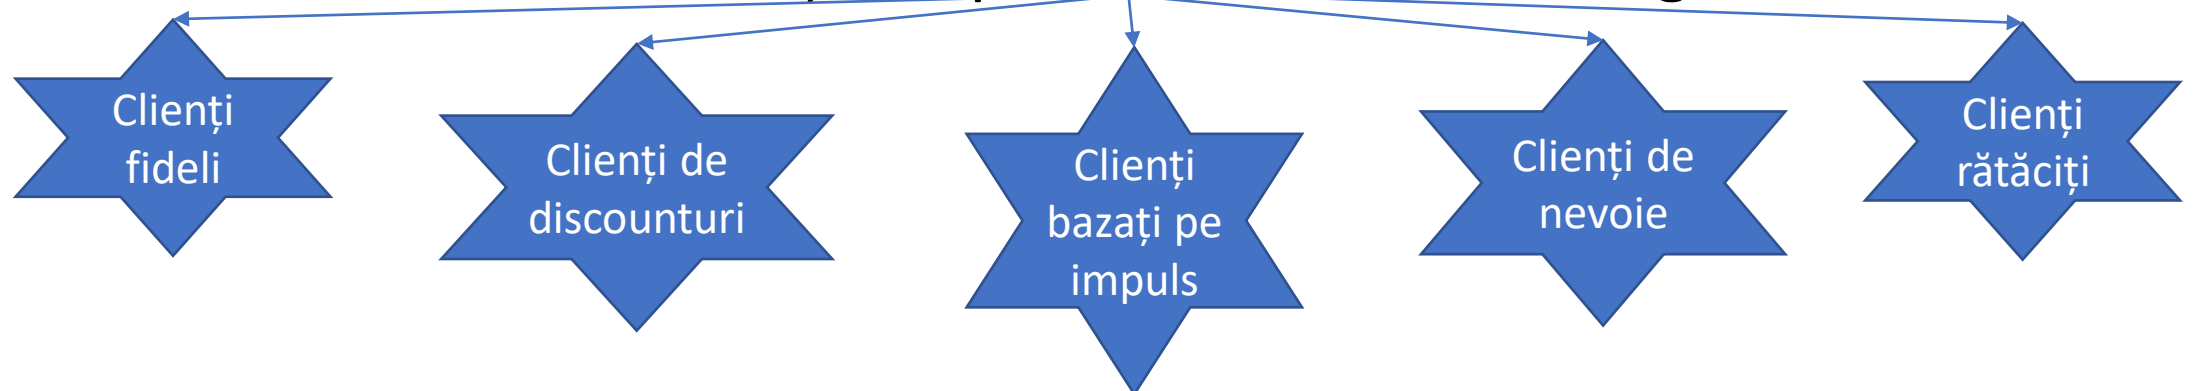 Clienți
fideli
Clienți de
discounturi
Clienți
bazați pe
impuls
Clienți de
nevoie
Clienți
rătăciți